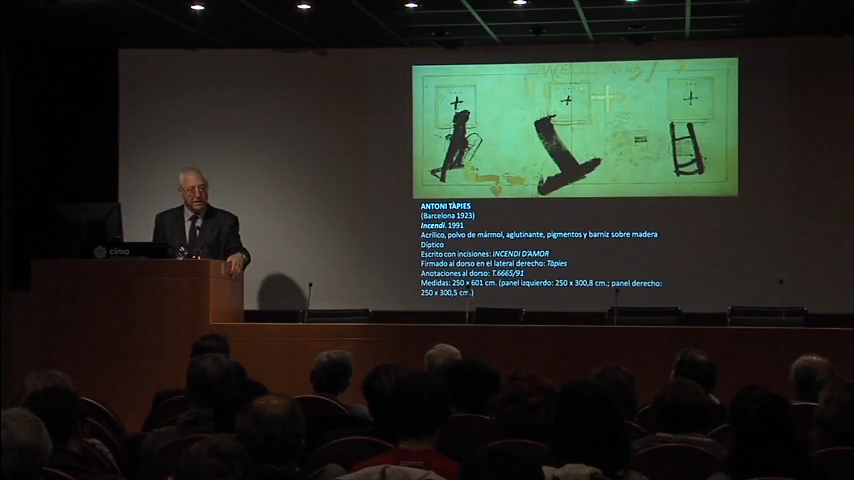 ANTONI TÀPIES
(Barcelona 1923)
Incendi. 1991
Acrílico, polvo de mármol, aglutinante, pigmentos y barniz sobre madera
Díptico
Escrito con incisiones: INCENDI D'AMOR
Firmado al dorso en el lateral derecho: Tàpies
Anotaciones al dorso: T.6665/91
Medidas: 250 x 601 cm. (panel izquierdo: 250 x 300,8 cm.; panel derecho:
250 x 300,5 cm.)
cima